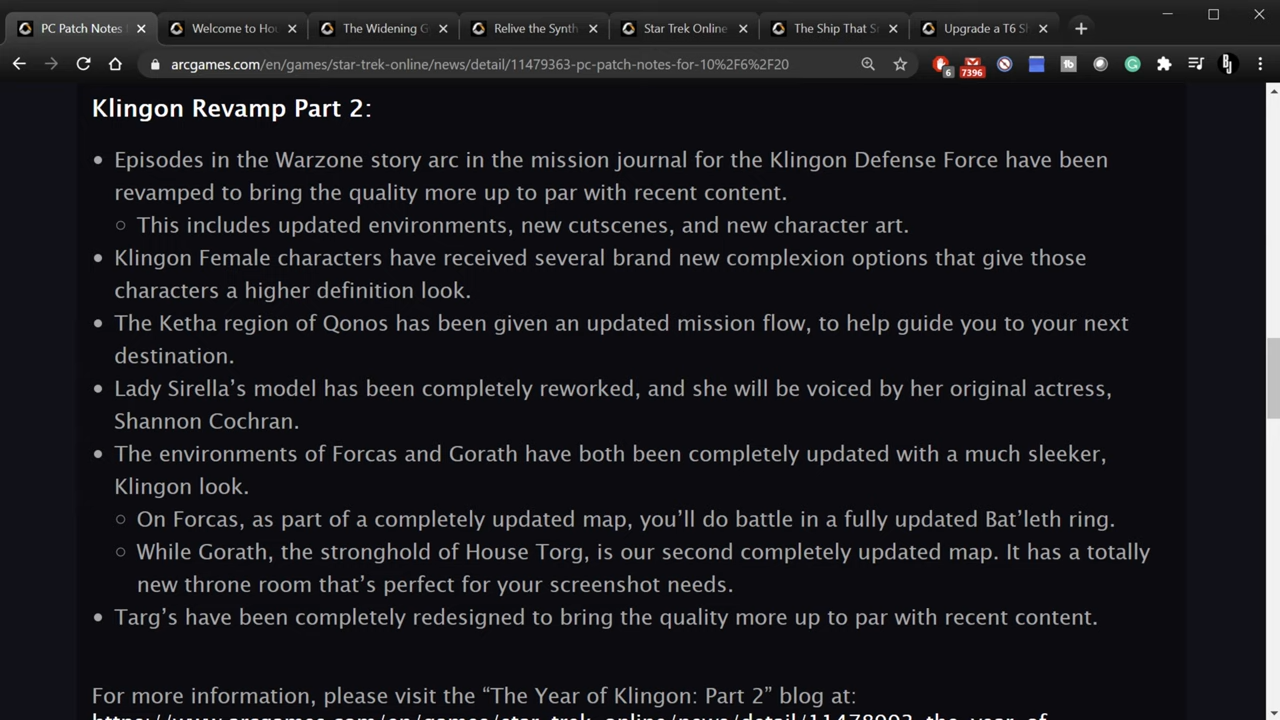 PC Patch Notes
Welcome to Hou
The Widening G
Relive the Synth
Star Trek Online
The Ship That S
Upgrade a T6 Sh
arcgames.com/en/games/star-trek-online/news/detail/11479363-pc-patch-notes-for-10%2F6%2F20
6
7396
Klingon Revamp Part 2:
Episodes in the Warzone story arc in the mission journal for the Klingon Defense Force have been
revamped to bring the quality more up to par with recent content.
This includes updated environments, new cutscenes, and new character art.
Klingon Female characters have received several brand new complexion options that give those
characters a higher definition look.
The Ketha region of Qonos has been given an updated mission flow, to help guide you to your next
destination.
Lady Sirella’s model has been completely reworked, and she will be voiced by her original actress,
Shannon Cochran.
The environments of Forcas and Gorath have both been completely updated with a much sleeker,
Klingon look.
On Forcas, as part of a completely updated map, you’ll do battle in a fully updated Bat’leth ring.
While Gorath, the stronghold of House Torg, is our second completely updated map. It has a totally
new throne room that’s perfect for your screenshot needs.
Targ’s have been completely redesigned to bring the quality more up to par with recent content.
For more information, please visit the “The Year of Klingon: Part 2” blog at: